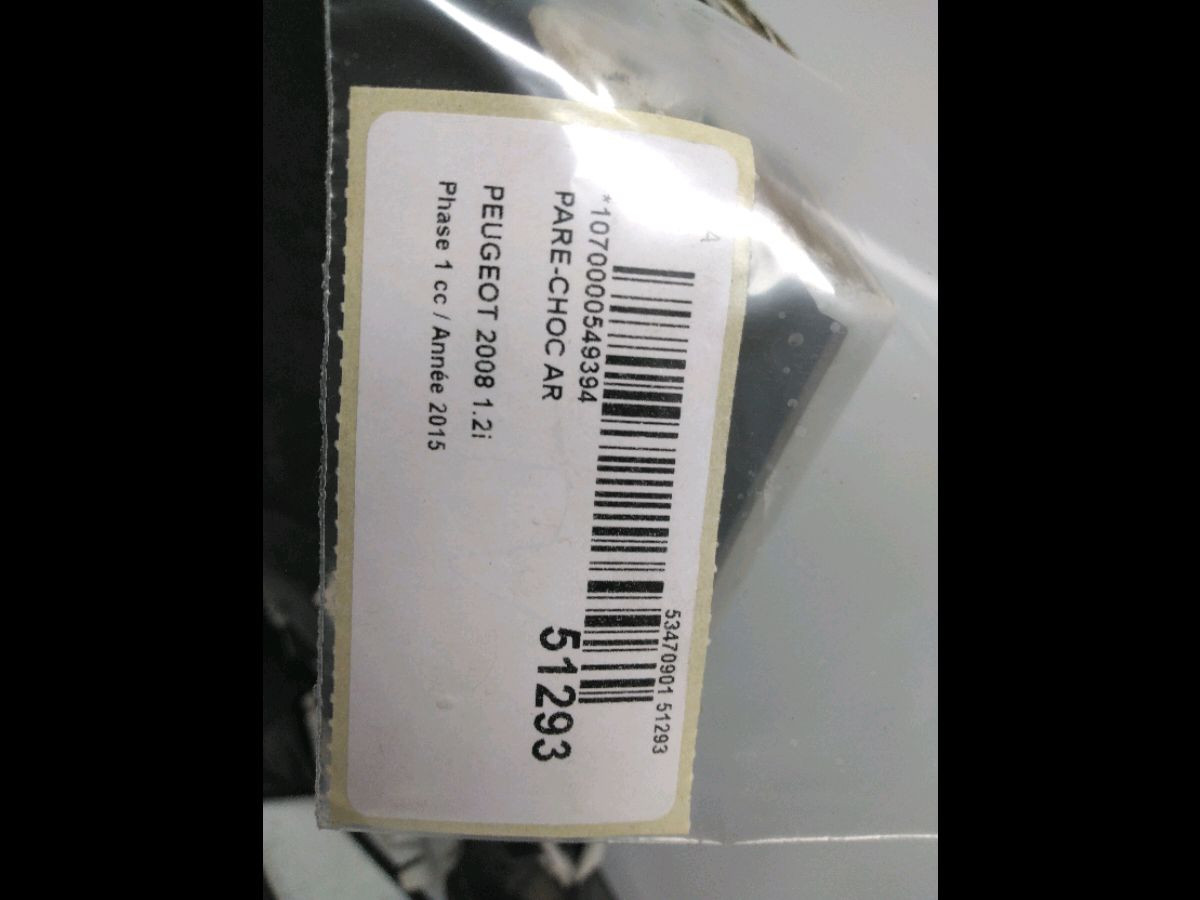 53470901 51293
*1070000549394
PARE-CHOC AR
51293
PEUGEOT 2008 1.2i
Phase 1 cc / Année 2015